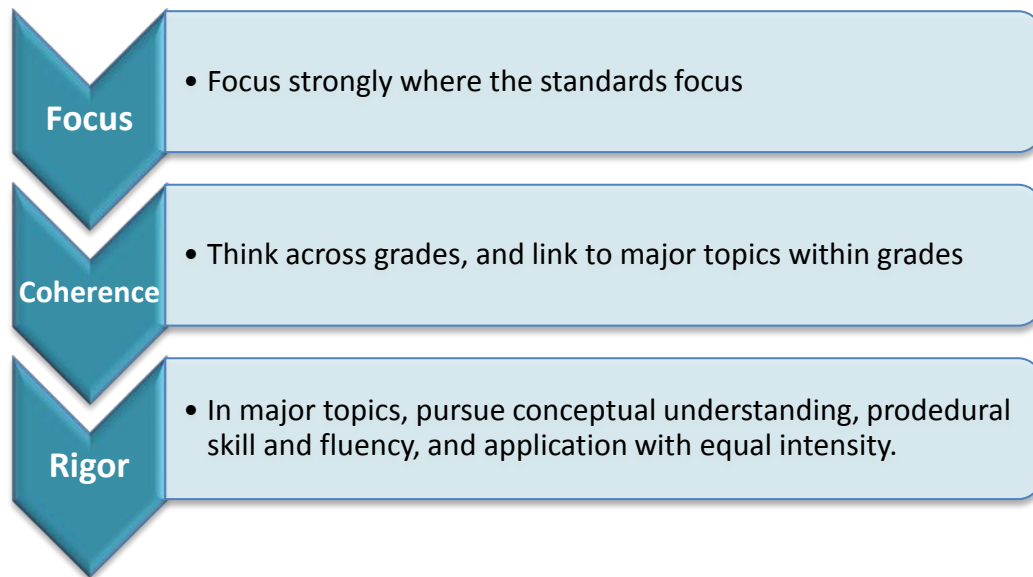 Focus
• Focus strongly where the standards focus
Coherence
• Think across grades, and link to major topics within grades
Rigor
• In major topics, pursue conceptual understanding, prodedural
skill and fluency, and application with equal intensity.